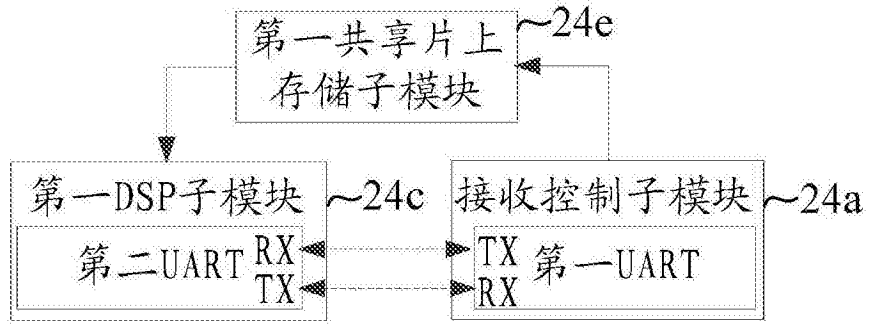 第一共享片上
存储子模块
~24e
第一DSP子模块
~24c
第二UART
RX
TX
接收控制子模块
~24a
TX
RX
第一UART